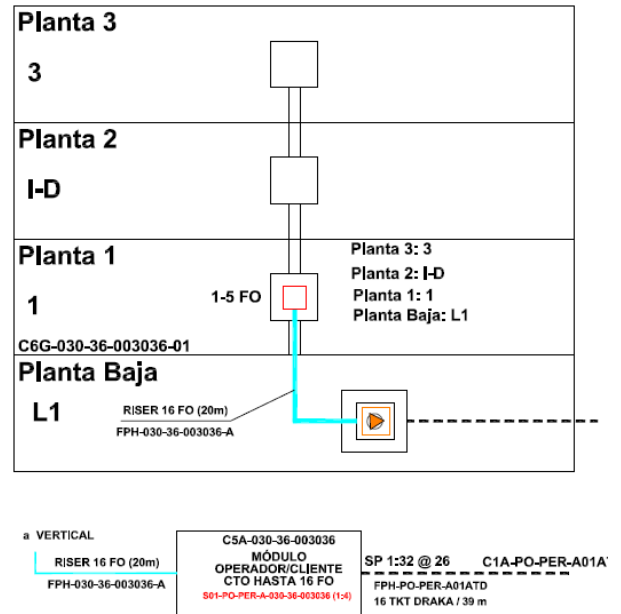 Planta 3
3
Planta 2
I-D
Planta 1
1
1-5 FO
Planta 3: 3
Planta 2: I-D
Planta 1: 1
Planta Baja: L1
C6G-030-36-003036-01
Planta Baja
L1
RISER 16 FO (20m)
FPH-030-36-003036-A
a VERTICAL
RISER 16 FO (20m)
FPH-030-36-003036-A
C5A-030-36-003036
MÓDULO
OPERADOR/CLIENTE
CTO HASTA 16 FO
S01-PO-PER-A-030-36-003036 (1:4)
SP 1:32 @ 26
C1A-PO-PER-A01A
FPH-PO-PER-A01ATD
16 TKT DRAKA / 39 m